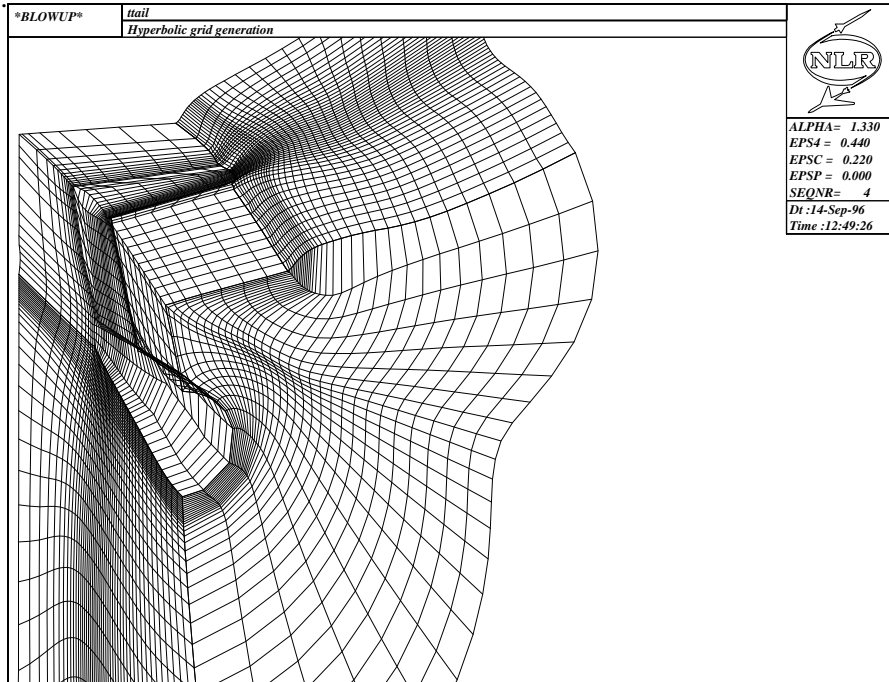 *BLOWUP*
ttail
Hyperbolic grid generation
NLR
ALPHA= 1.330
EPS4 = 0.440
EPSC = 0.220
EPSP = 0.000
SEQNR= 4
Dt :14-Sep-96
Time :12:49:26